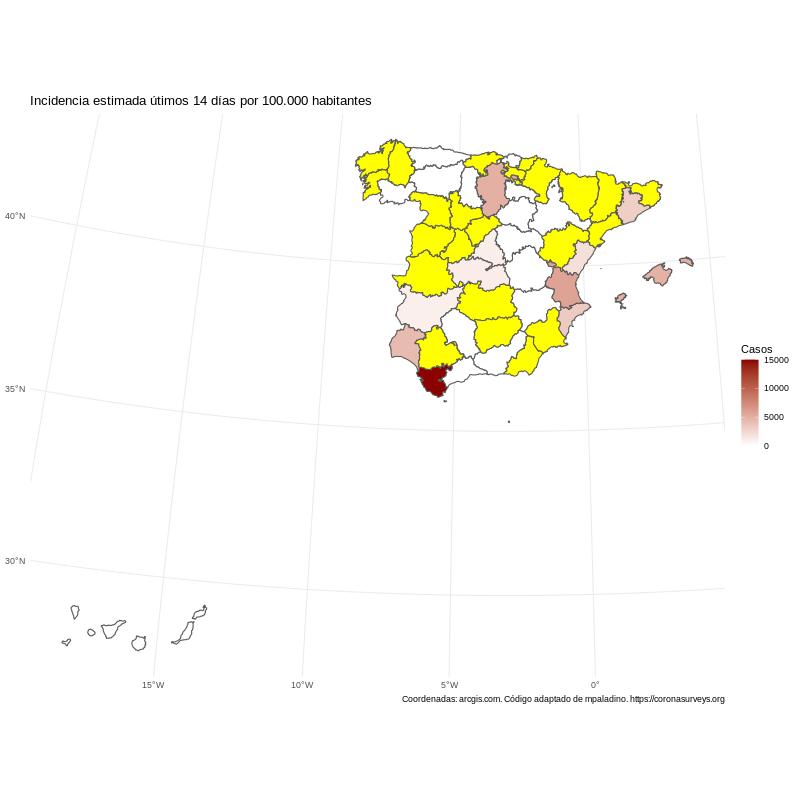 Incidencia estimada útimos 14 días por 100.000 habitantes
40°N
35°N
30°N
15°W
10°W
5°W
0°
Casos
15000
10000
5000
0
Coordenadas: arcgis.com. Código adaptado de mpaladino. https://coronasurveys.org